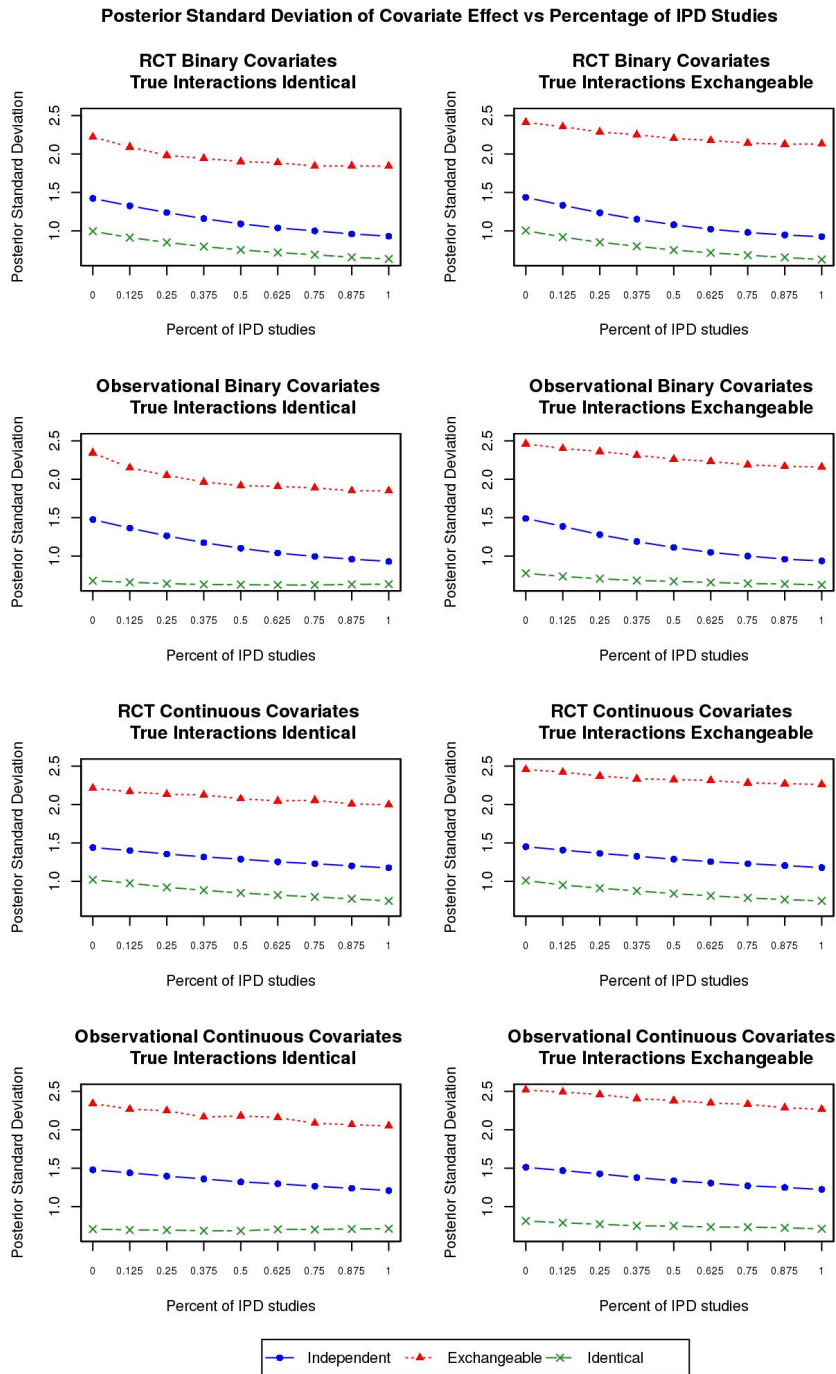 Posterior Standard Deviation of Covariate Effect vs Percentage of IPD Studies
RCT Binary Covariates
True Interactions Identical
Posterior Standard Deviation
2.5
2.0
1.5
1.0
0 0.125 0.25 0.375 0.5 0.625 0.75 0.875 1
Percent of IPD studies
RCT Binary Covariates
True Interactions Exchangeable
Posterior Standard Deviation
2.5
2.0
1.5
1.0
0 0.125 0.25 0.375 0.5 0.625 0.75 0.875 1
Percent of IPD studies
Observational Binary Covariates
True Interactions Identical
Posterior Standard Deviation
2.5
2.0
1.5
1.0
0 0.125 0.25 0.375 0.5 0.625 0.75 0.875 1
Percent of IPD studies
Observational Binary Covariates
True Interactions Exchangeable
Posterior Standard Deviation
2.5
2.0
1.5
1.0
0 0.125 0.25 0.375 0.5 0.625 0.75 0.875 1
Percent of IPD studies
RCT Continuous Covariates
True Interactions Identical
Posterior Standard Deviation
2.5
2.0
1.5
1.0
0 0.125 0.25 0.375 0.5 0.625 0.75 0.875 1
Percent of IPD studies
RCT Continuous Covariates
True Interactions Exchangeable
Posterior Standard Deviation
2.5
2.0
1.5
1.0
0 0.125 0.25 0.375 0.5 0.625 0.75 0.875 1
Percent of IPD studies
Observational Continuous Covariates
True Interactions Identical
Posterior Standard Deviation
2.5
2.0
1.5
1.0
0 0.125 0.25 0.375 0.5 0.625 0.75 0.875 1
Percent of IPD studies
Observational Continuous Covariates
True Interactions Exchangeable
Posterior Standard Deviation
2.5
2.0
1.5
1.0
0 0.125 0.25 0.375 0.5 0.625 0.75 0.875 1
Percent of IPD studies
Independent Exchangeable Identical